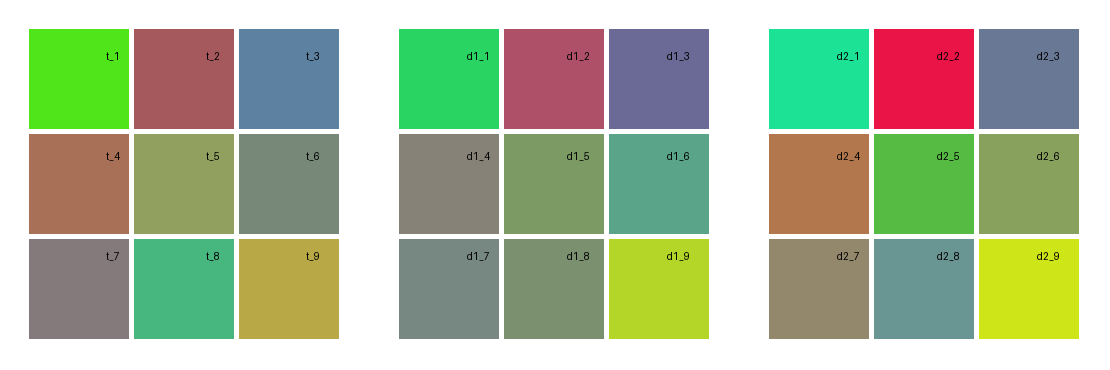 t_1 t_2 t_3 d1_1 d1_2 d1_3 d2_1 d2_2 d2_3
t_4 t_5 t_6 d1_4 d1_5 d1_6 d2_4 d2_5 d2_6
t_7 t_8 t_9 d1_7 d1_8 d1_9 d2_7 d2_8 d2_9